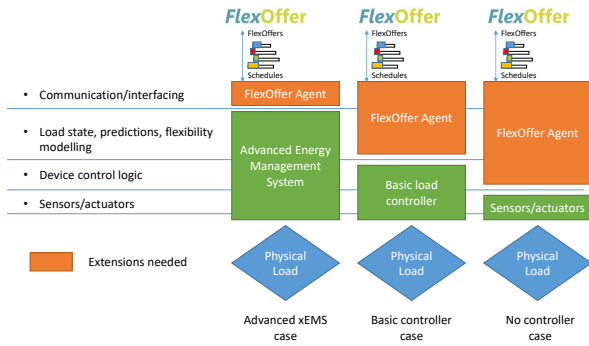 FlexOffer FlexOffer FlexOffer
FlexOffers FlexOffers FlexOffers
Schedules Schedules Schedules
• Communication/interfacing
FlexOffer Agent
• Load state, predictions, flexibility
modelling
Advanced Energy
Management
System
FlexOffer Agent
FlexOffer Agent
• Device control logic
Basic load
controller
• Sensors/actuators
Sensors/actuators
Extensions needed
Physical
Load
Physical
Load
Physical
Load
Advanced xEMS
case
Basic controller
case
No controller
case